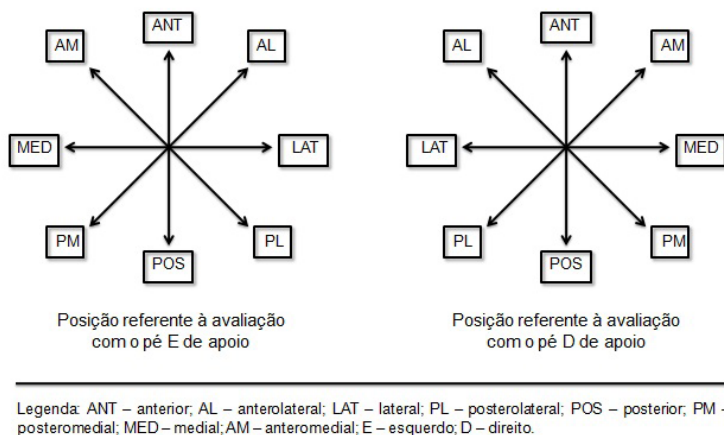 ANT
AM
AL
MED
LAT
PM
PL
POS
Posição referente à avaliação
com o pé E de apoio
ANT
AL
AM
LAT
MED
PL
PM
POS
Posição referente à avaliação
com o pé D de apoio
Legenda: ANT – anterior; AL – anterolateral; LAT – lateral; PL – posterolateral; POS – posterior; PM –
posteromedial; MED – medial; AM – anteromedial; E – esquerdo; D – direito.